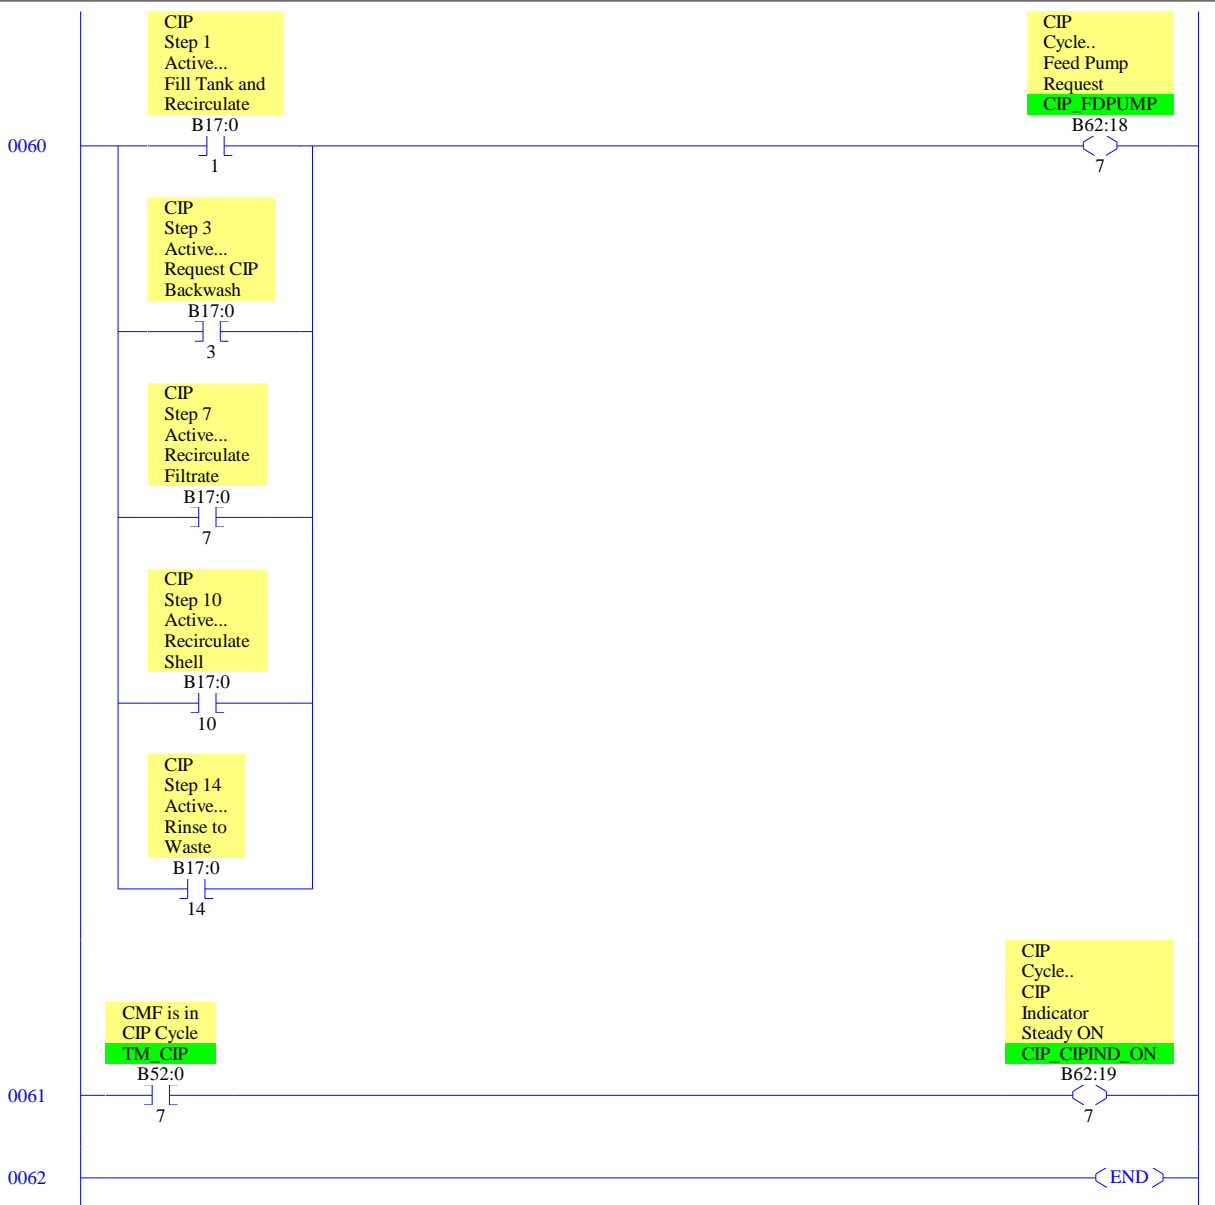 CIP
Step 1
Active...
Fill Tank and
Recirculate
B17:0
1
CIP
Cycle..
Feed Pump
Request
CIP_FDPUMP
B62:18
7
0060
CIP
Step 3
Active...
Request CIP
Backwash
B17:0
3
CIP
Step 7
Active...
Recirculate
Filtrate
B17:0
7
CIP
Step 10
Active...
Recirculate
Shell
B17:0
10
CIP
Step 14
Active...
Rinse to
Waste
B17:0
14
CMF is in
CIP Cycle
TM_CIP
B52:0
7
CIP
Cycle..
CIP
Indicator
Steady ON
CIP_CIPIND_ON
B62:19
7
0061
0062
END